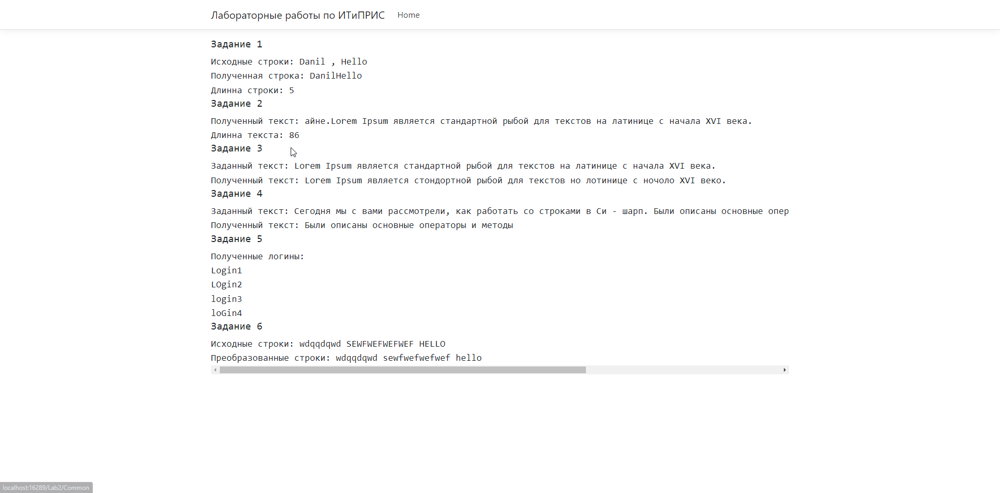 Лабораторные работы по ИТиПРИС Home
Задание 1
Исходные строки: Danil , Hello
Полученная строка: DanilHello
Длинна строки: 5
Задание 2
Полученный текст: айне.Lorem Ipsum является стандартной рыбой для текстов на латинице с начала XVI века.
Длинна текста: 86
Задание 3
Заданный текст: Lorem Ipsum является стандартной рыбой для текстов на латинице с начала XVI века.
Полученный текст: Lorem Ipsum является стондортной рыбой для текстов но лотинице с ночоло XVI веко.
Задание 4
Заданный текст: Сегодня мы с вами рассмотрели, как работать со строками в Си - шарп. Были описаны основные опер
Полученный текст: Были описаны основные операторы и методы
Задание 5
Полученные логины:
Login1
LOgin2
login3
loGin4
Задание 6
Исходные строки: wdqqdqwd SEWFWEFWEFWEF HELLO
Преобразованные строки: wdqqdqwd sewfwefwefwef hello
localhost:16289/Lab2/Common